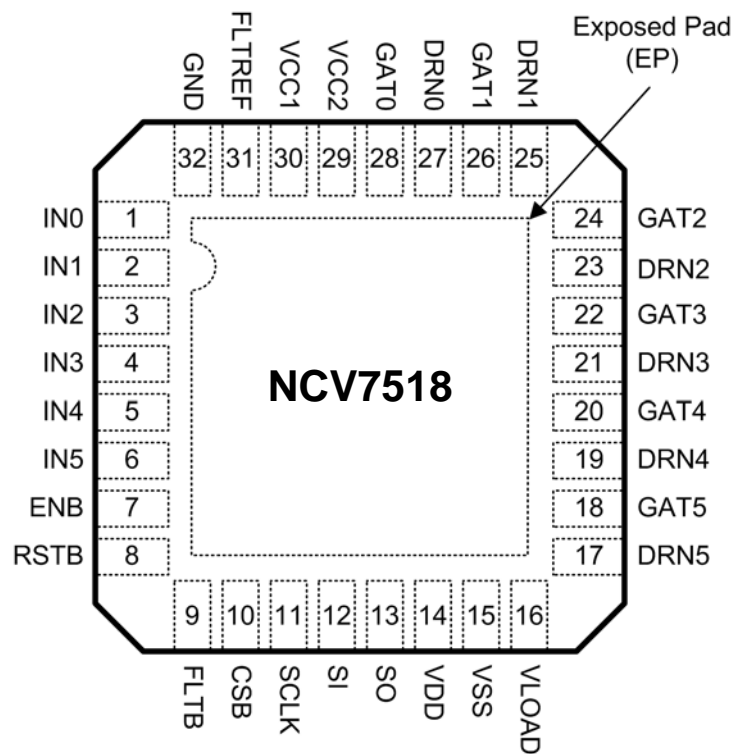 Exposed Pad
(EP)
GND
FLTREF
VCC1
VCC2
GAT0
DRN0
GAT1
DRN1
32
31
30
29
28
27
26
25
IN0 1
IN1 2
IN2 3
IN3 4
IN4 5
IN5 6
ENB 7
RSTB 8
24 GAT2
23 DRN2
22 GAT3
21 DRN3
20 GAT4
19 DRN4
18 GAT5
17 DRN5
NCV7518
9
10
11
12
13
14
15
16
FLTB
CSB
SCLK
SI
SO
VDD
VSS
VLOAD